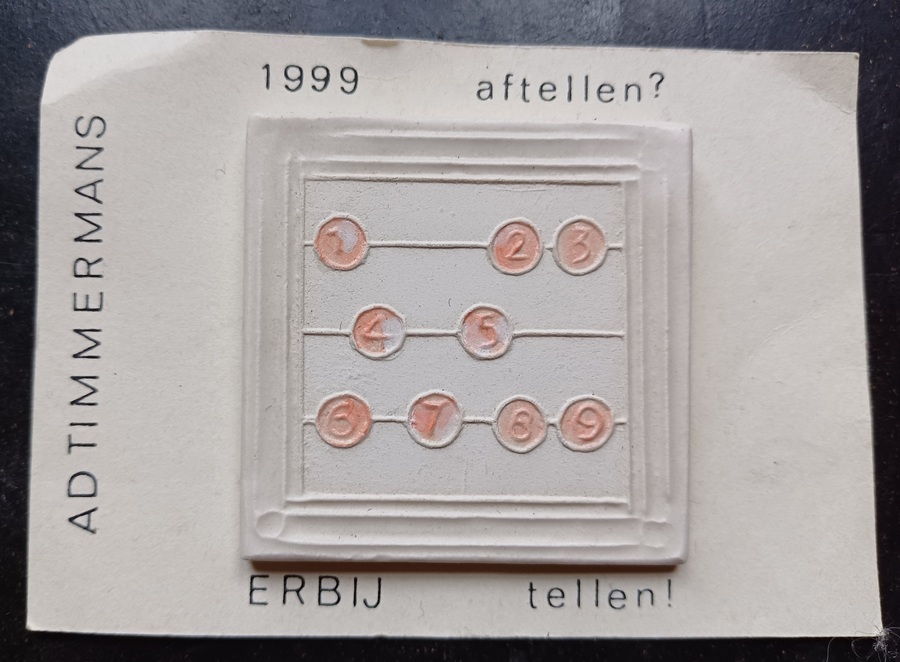 1999 aftellen?
ADTIMMERMANS
1 2 3
4 5
6 7 8 9
ERBIJ tellen!